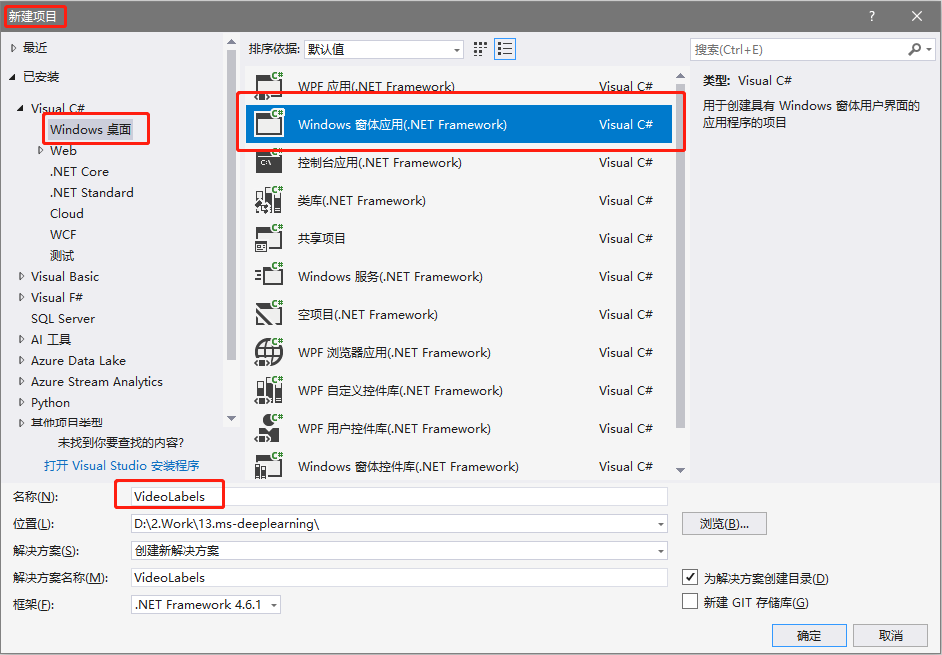 新建项目
?
最近
已安装
Visual C#
Windows 桌面
Web
.NET Core
.NET Standard
Cloud
WCF
测试
Visual Basic
Visual F#
SQL Server
AI 工具
Azure Data Lake
Azure Stream Analytics
Python
其他项目类型
未找到你要查找的内容?
打开 Visual Studio 安装程序
排序依据: 默认值
WPF 应用(.NET Framework) Visual C#
Windows 窗体应用(.NET Framework) Visual C#
控制台应用(.NET Framework) Visual C#
类库(.NET Framework) Visual C#
共享项目 Visual C#
Windows 服务(.NET Framework) Visual C#
空项目(.NET Framework) Visual C#
WPF 浏览器应用(.NET Framework) Visual C#
WPF 自定义控件库(.NET Framework) Visual C#
WPF 用户控件库(.NET Framework) Visual C#
Windows 窗体控件库(.NET Framework) Visual C#
搜索(Ctrl+E)
类型: Visual C#
用于创建具有 Windows 窗体用户界面的
应用程序的项目
名称(N): VideoLabels
位置(L): D:\2.Work\13.ms-deeplearning\ 浏览(B)...
解决方案(S): 创建新解决方案
解决方案名称(M): VideoLabels 为解决方案创建目录(D)
框架(F): .NET Framework 4.6.1 新建 GIT 存储库(G)
确定 取消